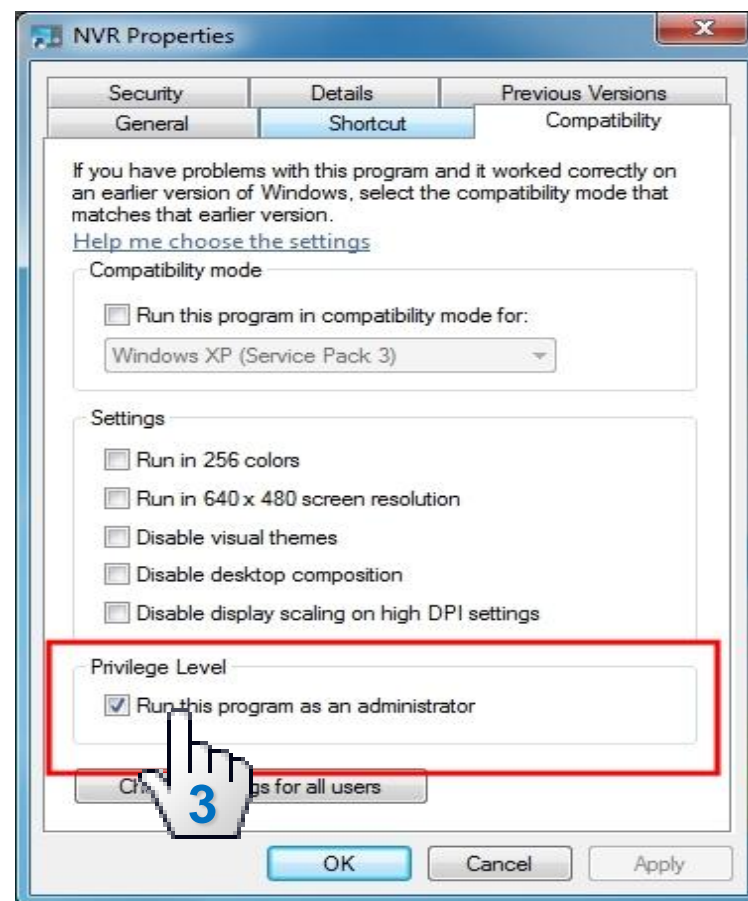 NVR Properties
Security Details Previous Versions
General Shortcut Compatibility
If you have problems with this program and it worked correctly on
an earlier version of Windows, select the compatibility mode that
matches that earlier version.
Help me choose the settings
Compatibility mode
Run this program in compatibility mode for:
Windows XP (Service Pack 3)
Settings
Run in 256 colors
Run in 640 x 480 screen resolution
Disable visual themes
Disable desktop composition
Disable display scaling on high DPI settings
Privilege Level
Run this program as an administrator
for all users
3
OK Cancel Apply